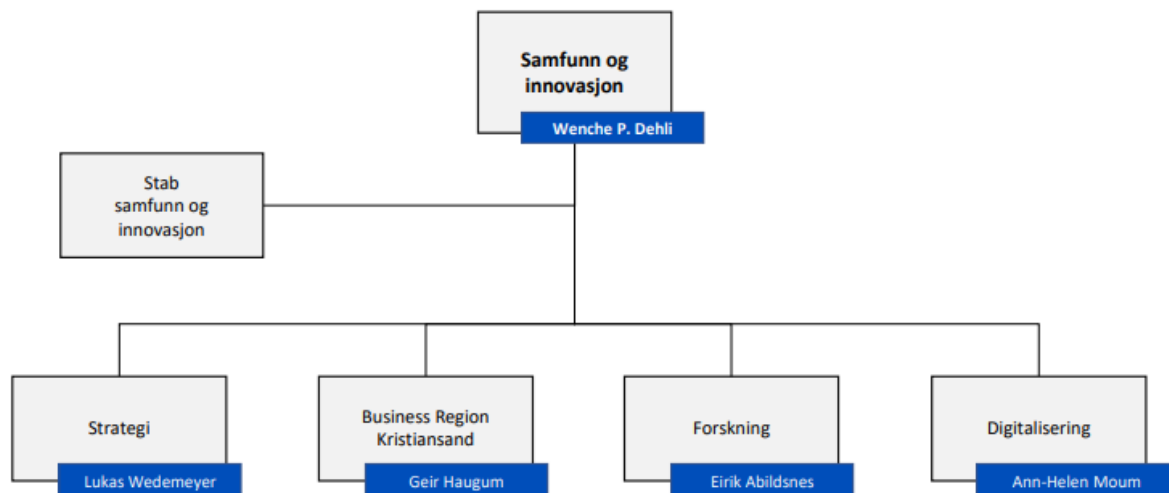 Samfunn og
innovasjon
Wenche P. Dehli
Stab
samfunn og
innovasjon
Strategi
Lukas Wedemeyer
Business Region
Kristiansand
Geir Haugum
Forskning
Eirik Abildsnes
Digitalisering
Ann-Helen Moum